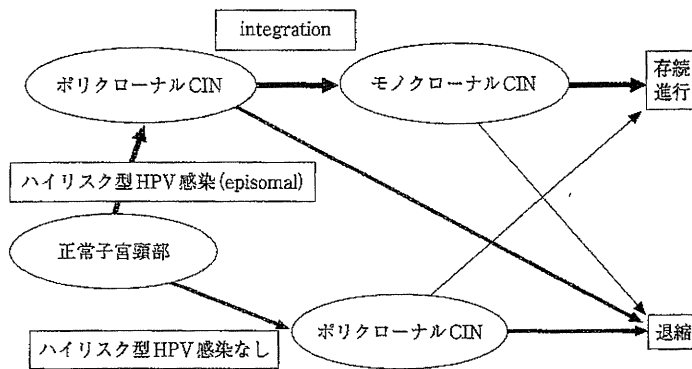 integration
ポリクローナルCIN
モノクローナルCIN
存続
進行
ハイリスク型HPV感染(episomal)
正常子宮頸部
ポリクローナルCIN
退縮
ハイリスク型HPV感染なし